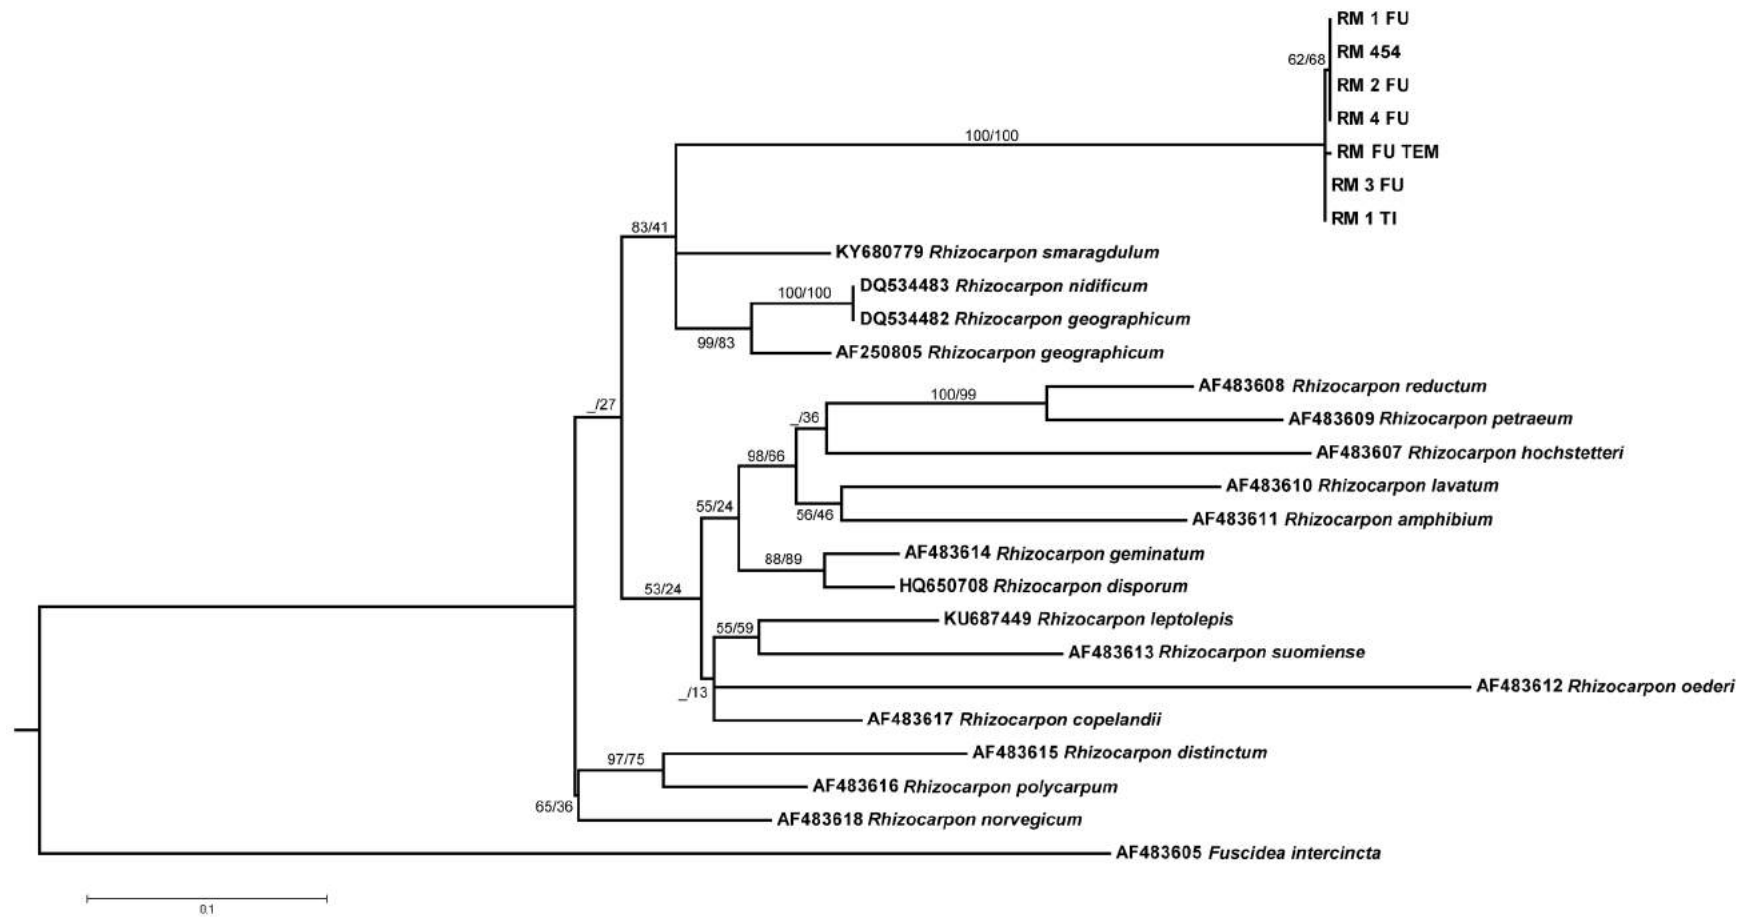 RM 1 FU
62/68
RM 454
RM 2 FU
RM 4 FU
100/100
RM FU TEM
RM 3 FU
RM 1 TI
83/41
KY680779 Rhizocarpon smaragdulum
DQ534483 Rhizocarpon nidificum
100/100
DQ534482 Rhizocarpon geographicum
99/83
AF250805 Rhizocarpon geographicum
AF483608 Rhizocarpon reductum
100/99
_/27
AF483609 Rhizocarpon petraeum
_/36
AF483607 Rhizocarpon hochstetteri
98/66
AF483610 Rhizocarpon lavatum
55/24
56/46
AF483611 Rhizocarpon amphibium
AF483614 Rhizocarpon geminatum
88/89
HQ650708 Rhizocarpon disporum
53/24
KU687449 Rhizocarpon leptolepis
55/59
AF483613 Rhizocarpon suomiense
AF483612 Rhizocarpon oederi
_/13
AF483617 Rhizocarpon copelandii
AF483615 Rhizocarpon distinctum
97/75
AF483616 Rhizocarpon polycarpum
65/36
AF483618 Rhizocarpon norvegicum
AF483605 Fuscidea intercincta
0.1